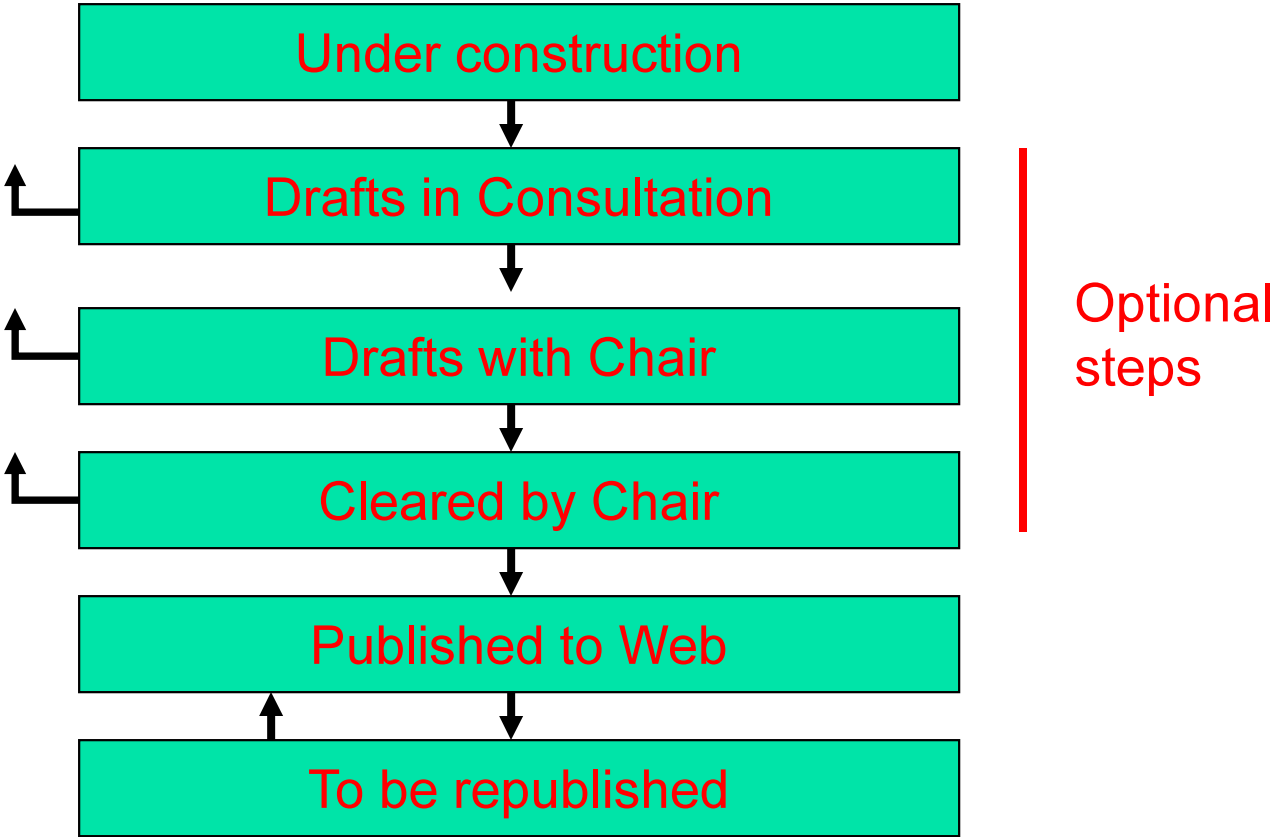 Under construction
Drafts in Consultation
Drafts with Chair
Cleared by Chair
Published to Web
To be republished
Optional
steps